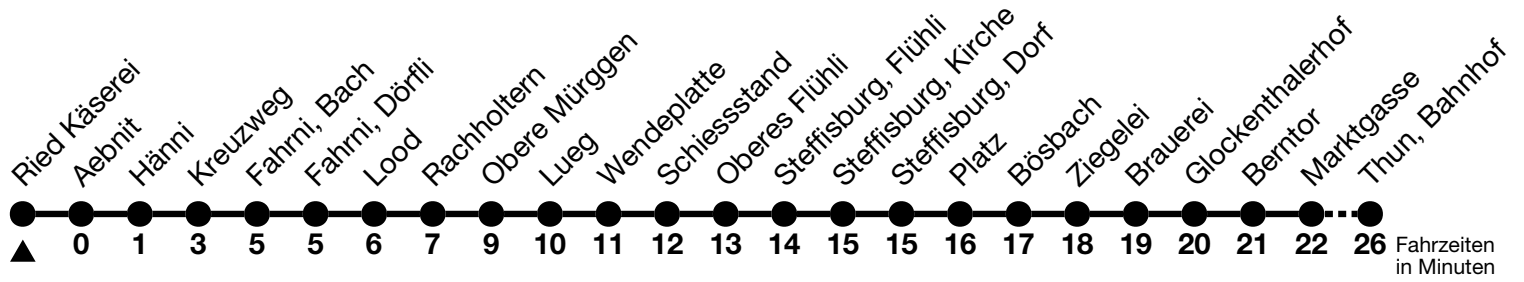 Ried Käserei
Aebnit
Hänni
Kreuzweg
Fahrni, Bach
Fahrni, Dörfli
Lood
Rachholtern
Obere Mürggen
Lueg
Wendeplatte
Schiessstand
Oberes Flühli
Steffisburg, Flühli
Steffisburg, Kirche
Steffisburg, Dorf
Platz
Bösbach
Ziegelei
Brauerei
Glockenthalerhof
Berntor
Marktgasse
Thun, Bahnhof
0 1 3 5 5 6 7 9 10 11 12 13 14 15 15 16 17 18 19 20 21 22 26 Fahrzeiten
in Minuten